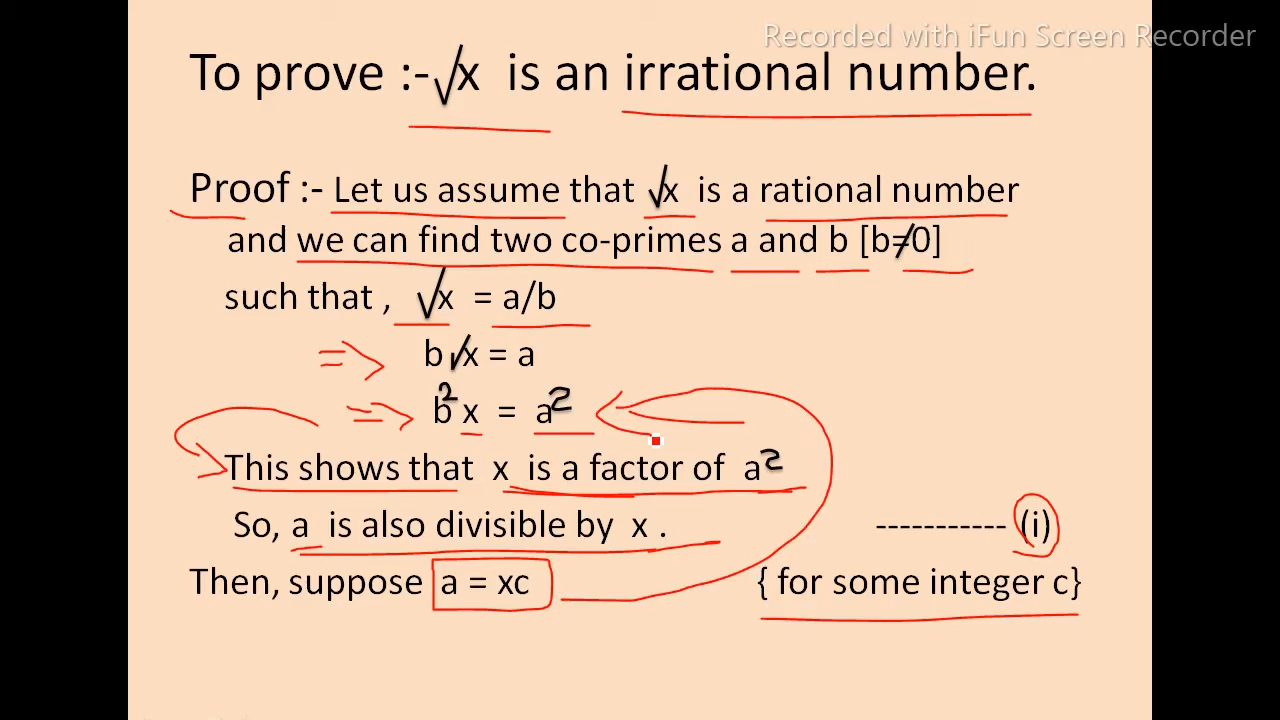 Recorded with iFun Screen Recorder
To prove :-√x is an irrational number.
Proof :- Let us assume that √x is a rational number
and we can find two co-primes a and b [b≠0]
such that , √x = a/b
=> b√x = a
=> b²x = a²
This shows that x is a factor of a²
So, a is also divisible by x . ----------- (i)
Then, suppose a = xc { for some integer c}